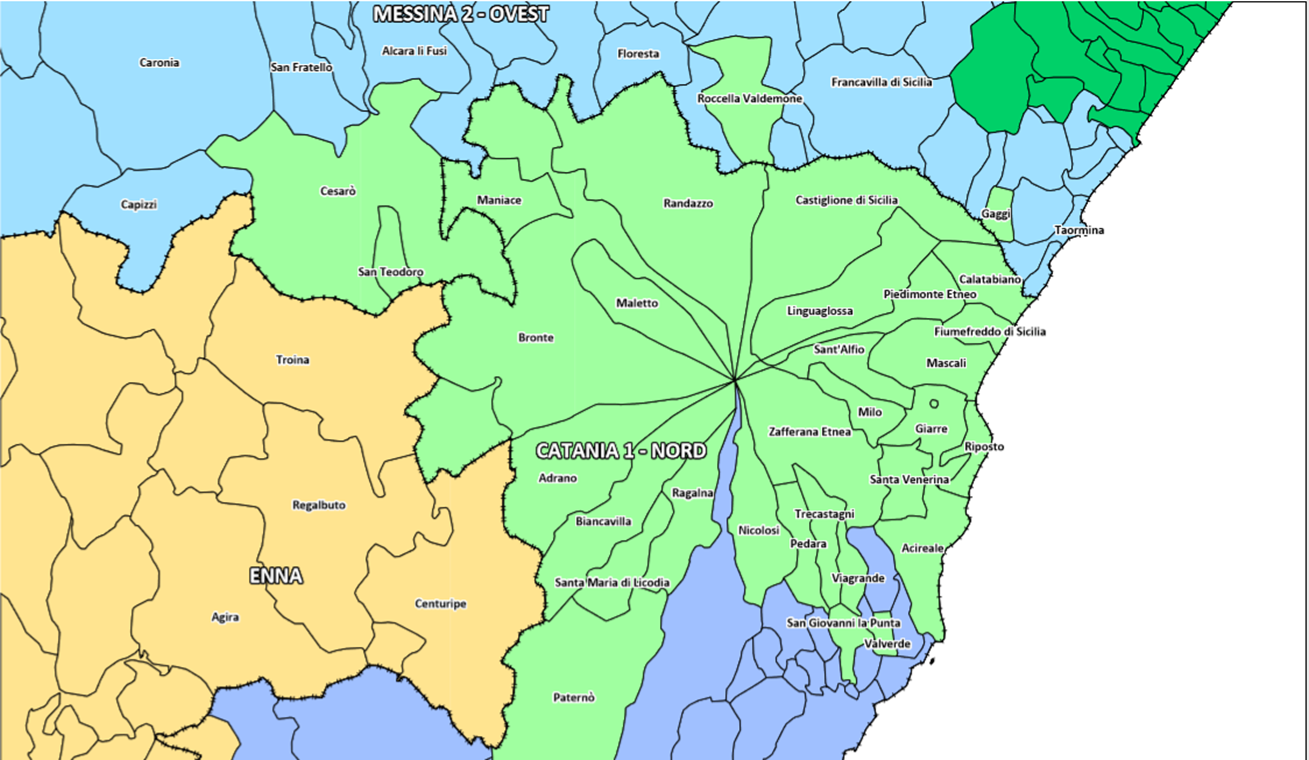 MESSINA 2 - OVEST
Alcara li Fusi
Floresta
Caronia
San Fratello
Francavilla di Sicilia
Roccella Valdemone
Cesarò
Capizzi
Maniace
Randazzo
Castiglione di Sicilia
Gaggi
Taormina
San Teodoro
Calatabiano
Piedimonte Etneo
Maletto
Linguaglossa
Fiumefreddo di Sicilia
Bronte
Sant'Alfio
Troina
Mascali
Milo
Zafferana Etnea
Giarre
CATANIA 1 - NORD
Riposto
Adrano
Santa Venerina
Ragalna
Regalbuto
Trecastagni
Biancavilla
Nicolosi
Pedara
Acireale
ENNA
Santa Maria di Licodia
Viagrande
Centuripe
Agira
San Giovanni la Punta
Valverde
Paternò